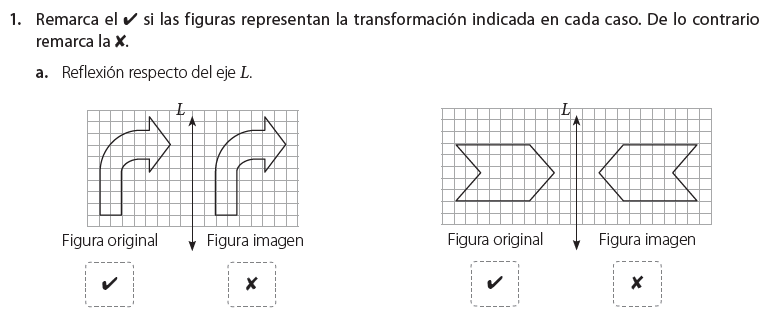 1. Remarca el ✔ si las figuras representan la transformación indicada en cada caso. De lo contrario
remarca la ✘.
a. Reflexión respecto del eje L.
L
L
Figura original
Figura imagen
Figura original
Figura imagen
✔
✘
✔
✘